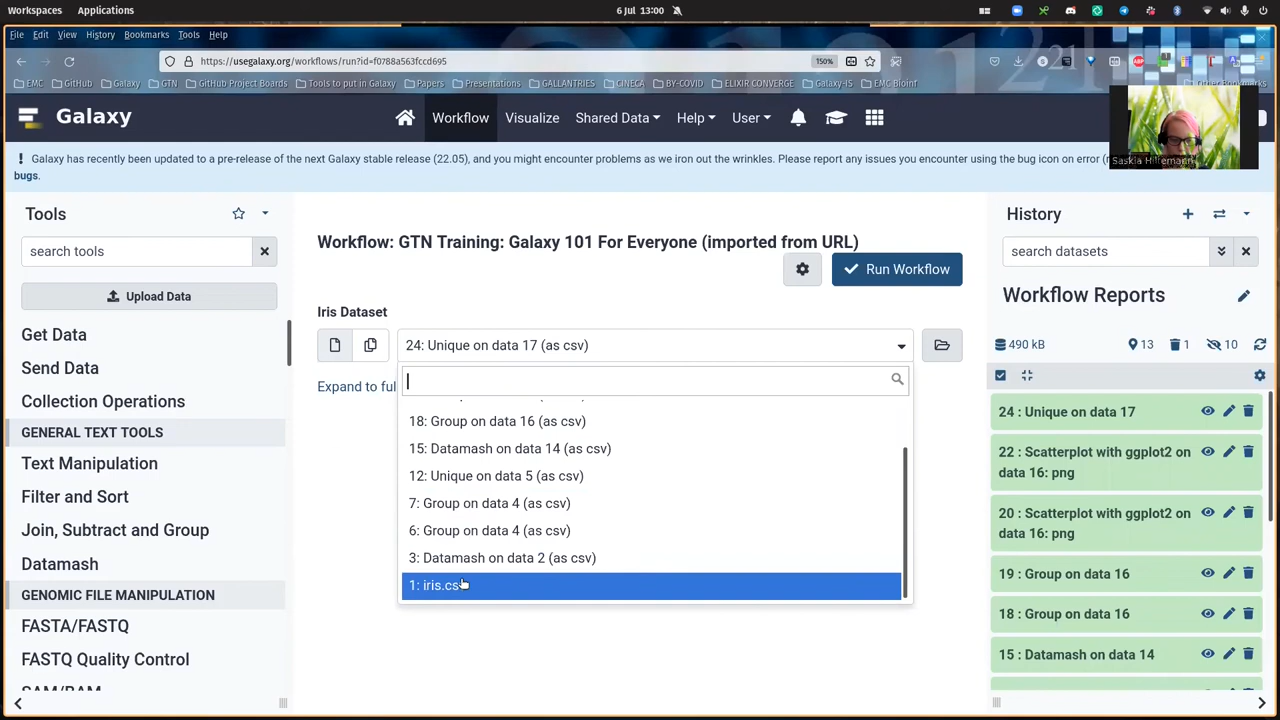 Workspaces
Applications
6 Jul 13:00
File Edit View History Bookmarks Tools Help
https://usegalaxy.org/workflows/run?id=f0788a563fccd695
150%
EMC GitHub Galaxy GTN GitHub Project Boards Tools to put in Galaxy Papers Presentations GALLANTRIES CINECA BY-COVID ELIXIR CONVERGE Galaxy-IS EMC Bioinf Other Bookmarks
Galaxy
Workflow Visualize Shared Data Help User
Galaxy has recently been updated to a pre-release of the next Galaxy stable release (22.05), and you might encounter problems as we iron out the wrinkles. Please report any issues you encounter using the bug icon on error
bugs.
Saskia Hiltemann
Tools
search tools
Upload Data
Get Data
Send Data
Collection Operations
GENERAL TEXT TOOLS
Text Manipulation
Filter and Sort
Join, Subtract and Group
Datamash
GENOMIC FILE MANIPULATION
FASTA/FASTQ
FASTQ Quality Control
SAM/BAM
Workflow: GTN Training: Galaxy 101 For Everyone (imported from URL)
Run Workflow
Iris Dataset
24: Unique on data 17 (as csv)
Expand to ful
18: Group on data 16 (as csv)
15: Datamash on data 14 (as csv)
12: Unique on data 5 (as csv)
7: Group on data 4 (as csv)
6: Group on data 4 (as csv)
3: Datamash on data 2 (as csv)
1: iris.cs
History
search datasets
Workflow Reports
490 kB
13
1
10
24 : Unique on data 17
22 : Scatterplot with ggplot2 on
data 16: png
20 : Scatterplot with ggplot2 on
data 16: png
19 : Group on data 16
18 : Group on data 16
15 : Datamash on data 14